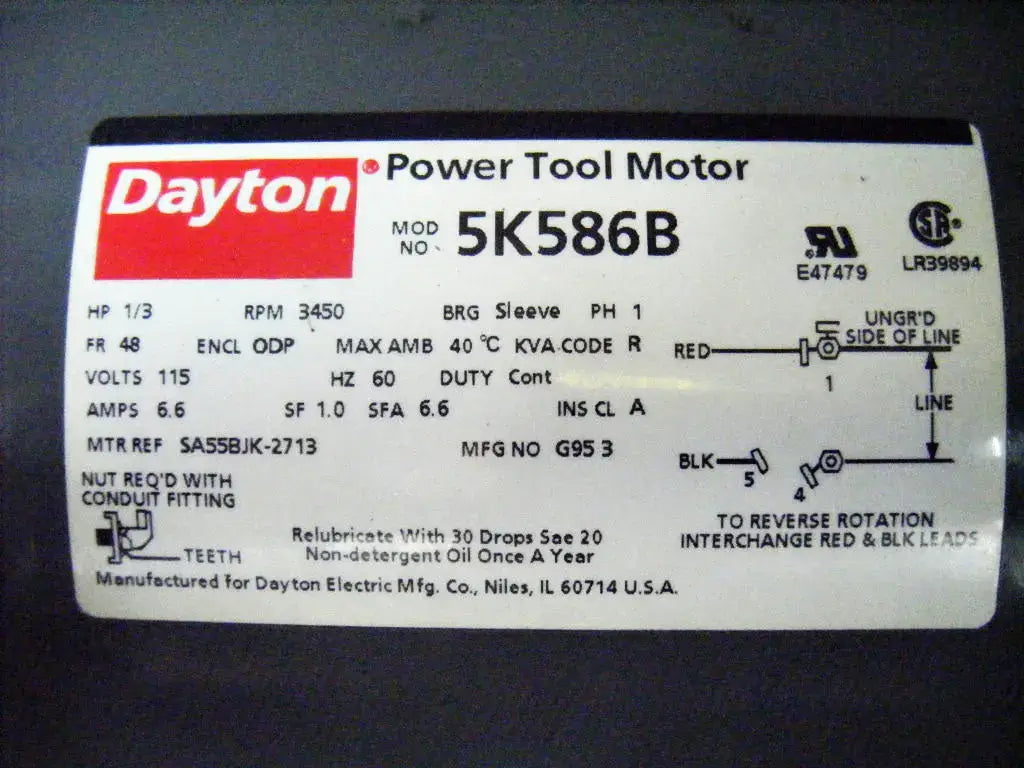 Dayton® Power Tool Motor
MOD NO. 5K586B
UL® E47479
SA® LR39894
HP 1/3 RPM 3450 BRG Sleeve PH 1
FR 48 ENCL ODP MAX AMB 40 °C KVA CODE R
VOLTS 115 HZ 60 DUTY Cont
AMPS 6.6 SF 1.0 SFA 6.6 INS CL A
MTR REF SA55BJK-2713 MFG NO G95 3
NUT REQ'D WITH
CONDUIT FITTING
TEETH
Relubricate With 30 Drops Sae 20
Non-detergent Oil Once A Year
Manufactured for Dayton Electric Mfg. Co., Niles, IL 60714 U.S.A.
UNGR'D
SIDE OF LINE
RED
1
LINE
BLK
5
4
TO REVERSE ROTATION
INTERCHANGE RED & BLK LEADS